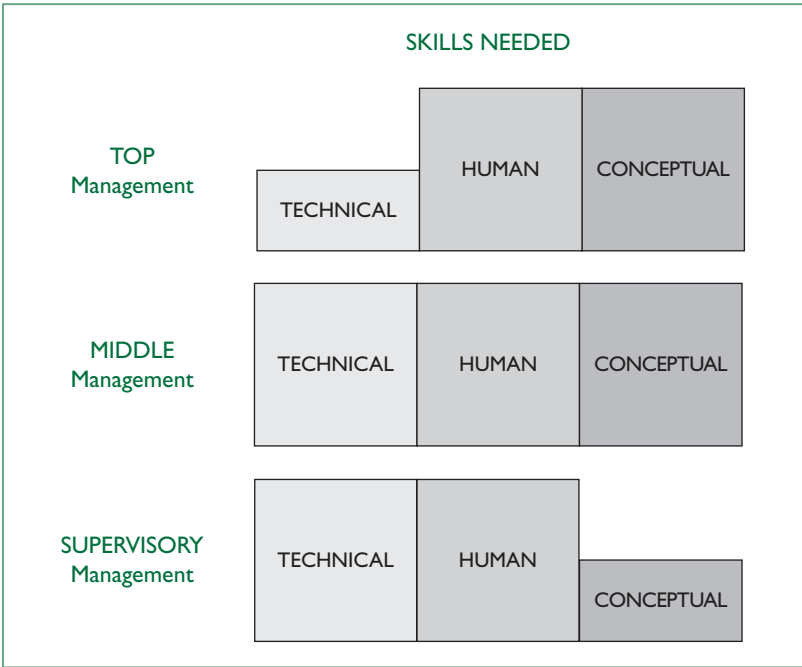 SKILLS NEEDED
TOP
Management
TECHNICAL
HUMAN
CONCEPTUAL
MIDDLE
Management
TECHNICAL
HUMAN
CONCEPTUAL
SUPERVISORY
Management
TECHNICAL
HUMAN
CONCEPTUAL